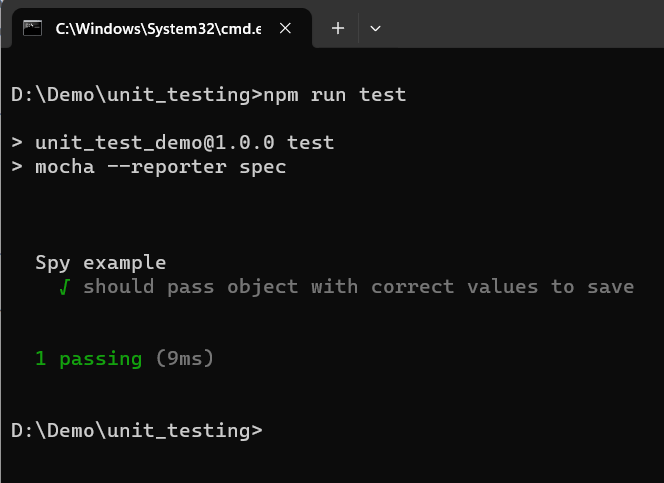 C:\Windows\System32\cmd.e
D:\Demo\unit_testing>npm run test
> unit_test_demo@1.0.0 test
> mocha --reporter spec
Spy example
√ should pass object with correct values to save
1 passing (9ms)
D:\Demo\unit_testing>